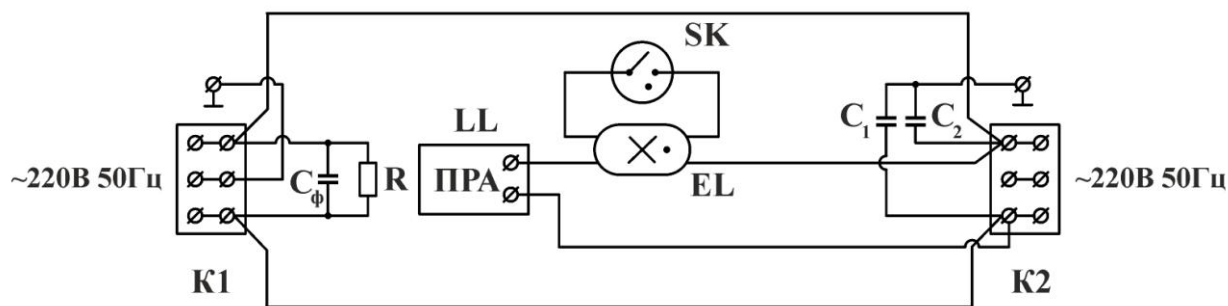 SK
LL
C₁
C₂
~220В 50Гц
Cф
R
ПРА
EL
~220В 50Гц
К1
К2